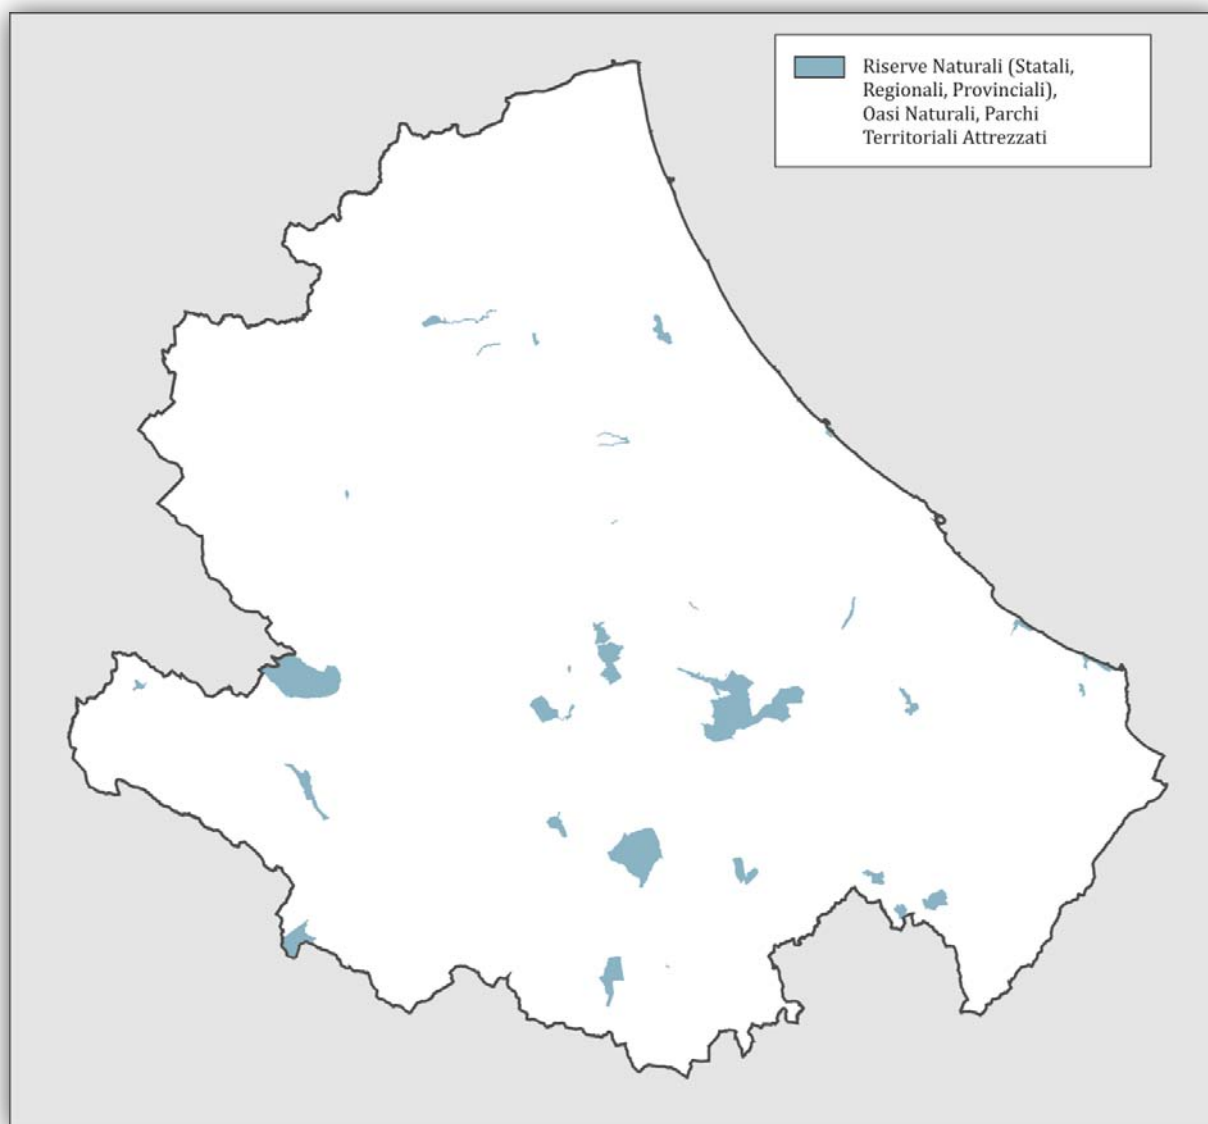 Riserve Naturali (Statali,
Regionali, Provinciali),
Oasi Naturali, Parchi
Territoriali Attrezzati